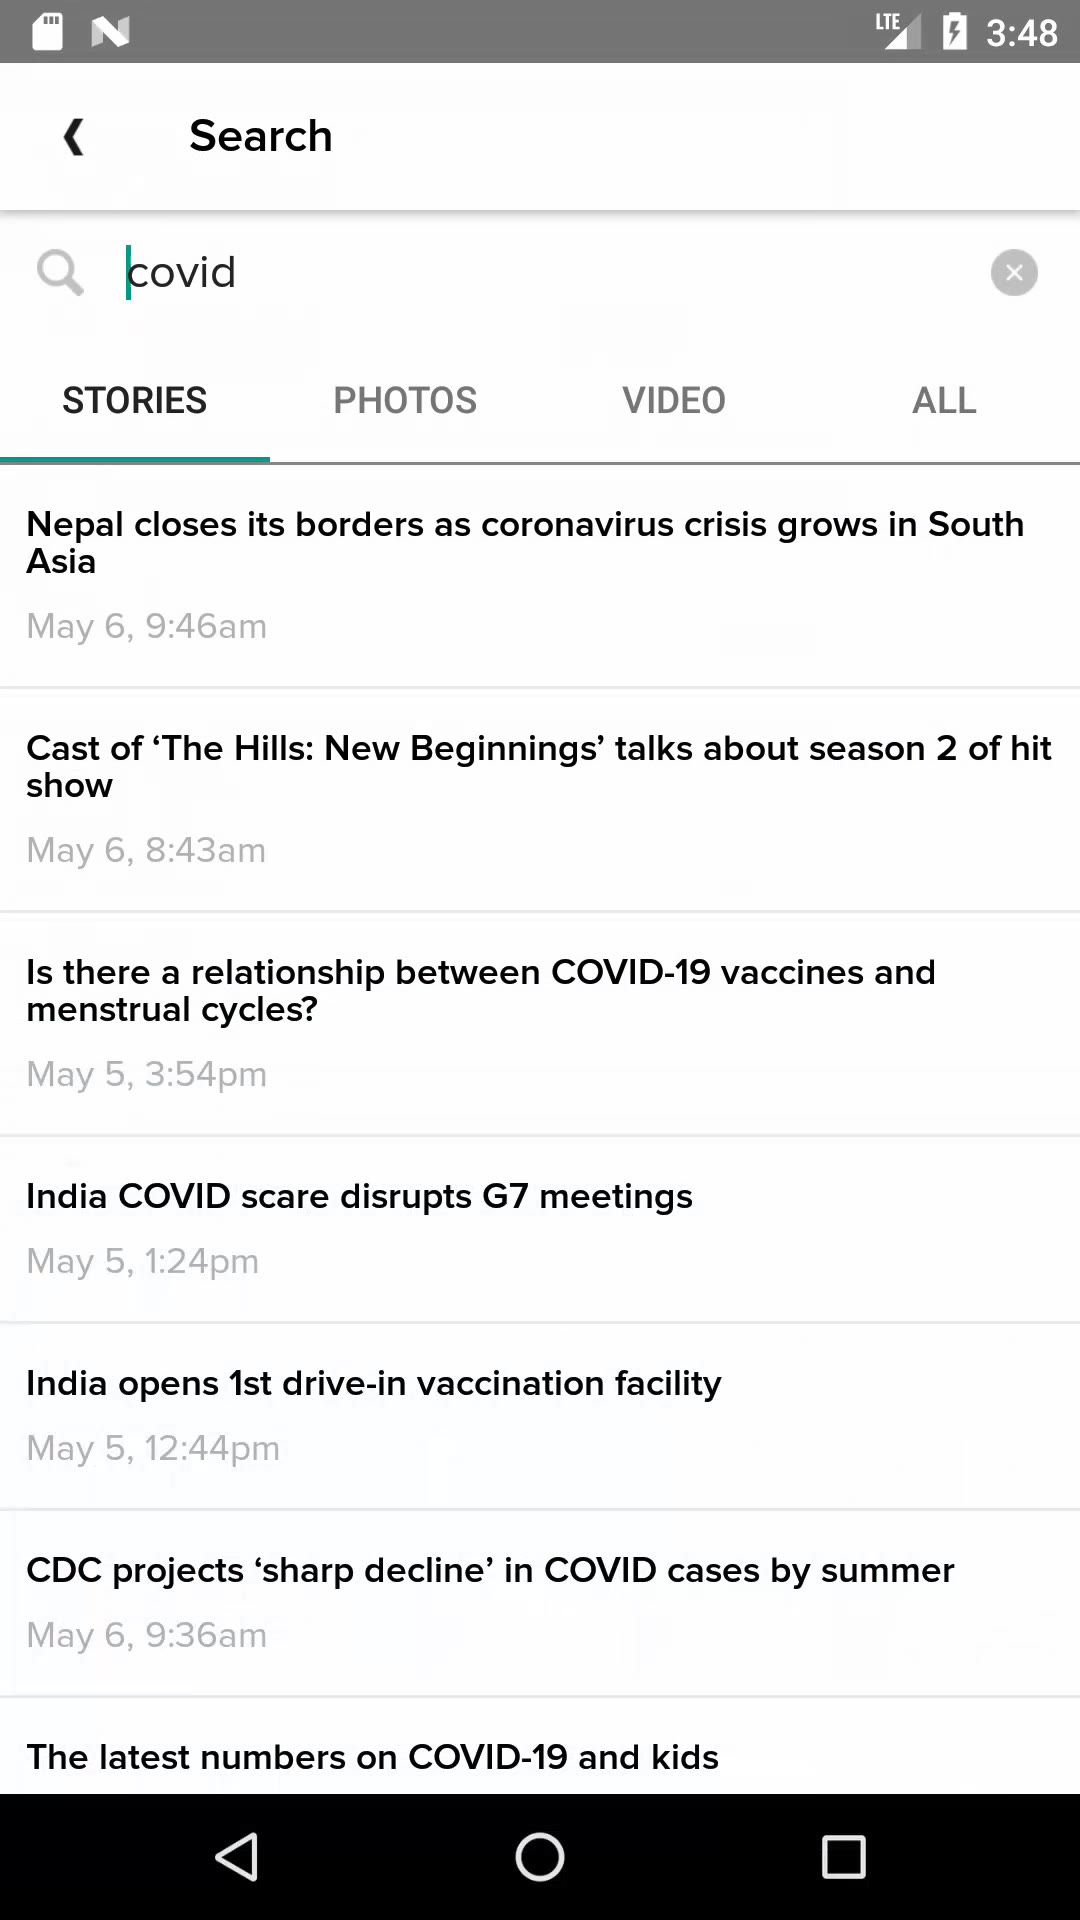 LTE 3:48
Search
covid
STORIES PHOTOS VIDEO ALL
Nepal closes its borders as coronavirus crisis grows in South
Asia
May 6, 9:46am
Cast of ‘The Hills: New Beginnings’ talks about season 2 of hit
show
May 6, 8:43am
Is there a relationship between COVID-19 vaccines and
menstrual cycles?
May 5, 3:54pm
India COVID scare disrupts G7 meetings
May 5, 1:24pm
India opens 1st drive-in vaccination facility
May 5, 12:44pm
CDC projects ‘sharp decline’ in COVID cases by summer
May 6, 9:36am
The latest numbers on COVID-19 and kids